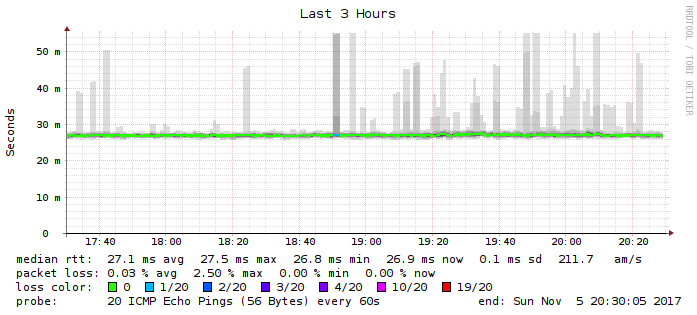 Last 3 Hours
RRDTOOL / TOBI OETIKER
Seconds
50 m
40 m
30 m
20 m
10 m
0
17:40 18:00 18:20 18:40 19:00 19:20 19:40 20:00 20:20
median rtt: 27.1 ms avg 27.5 ms max 26.8 ms min 26.9 ms now 0.1 ms sd 211.7 am/s
packet loss: 0.03 % avg 2.50 % max 0.00 % min 0.00 % now
loss color: 0 1/20 2/20 3/20 4/20 10/20 19/20
probe: 20 ICMP Echo Pings (56 Bytes) every 60s end: Sun Nov 5 20:30:05 2017